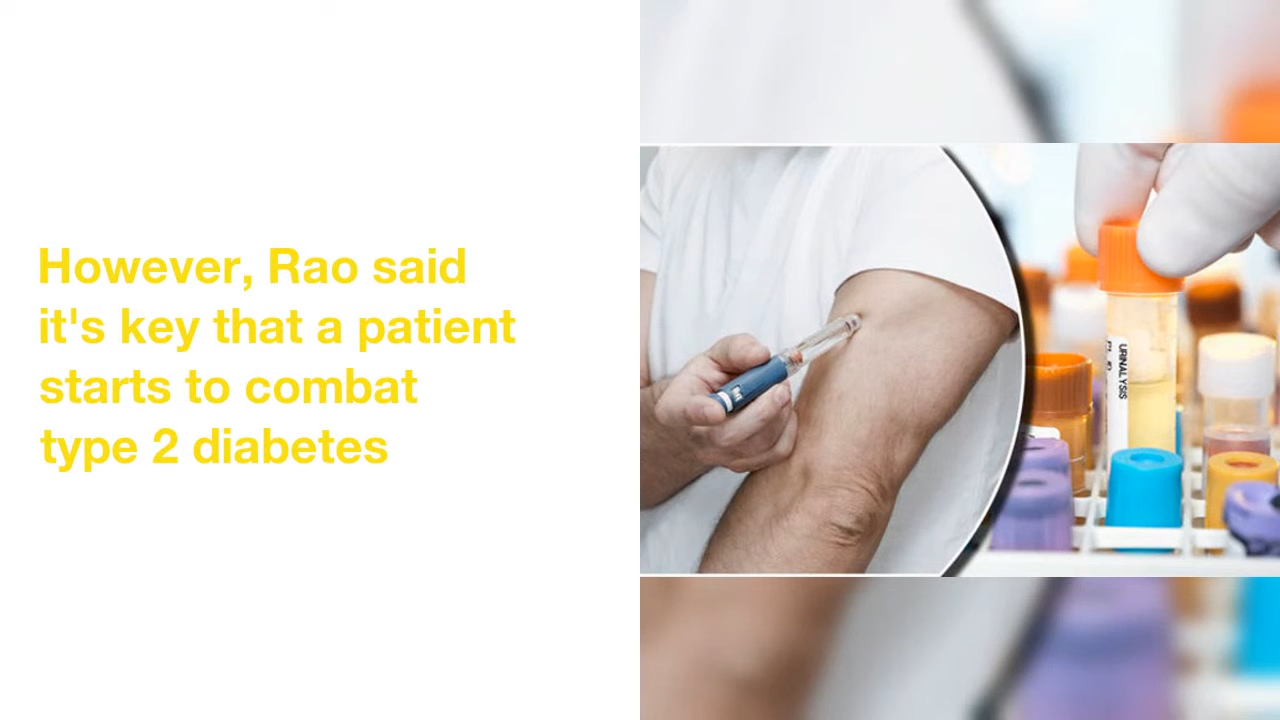 However, Rao said
it's key that a patient
starts to combat
type 2 diabetes
URINALYSIS